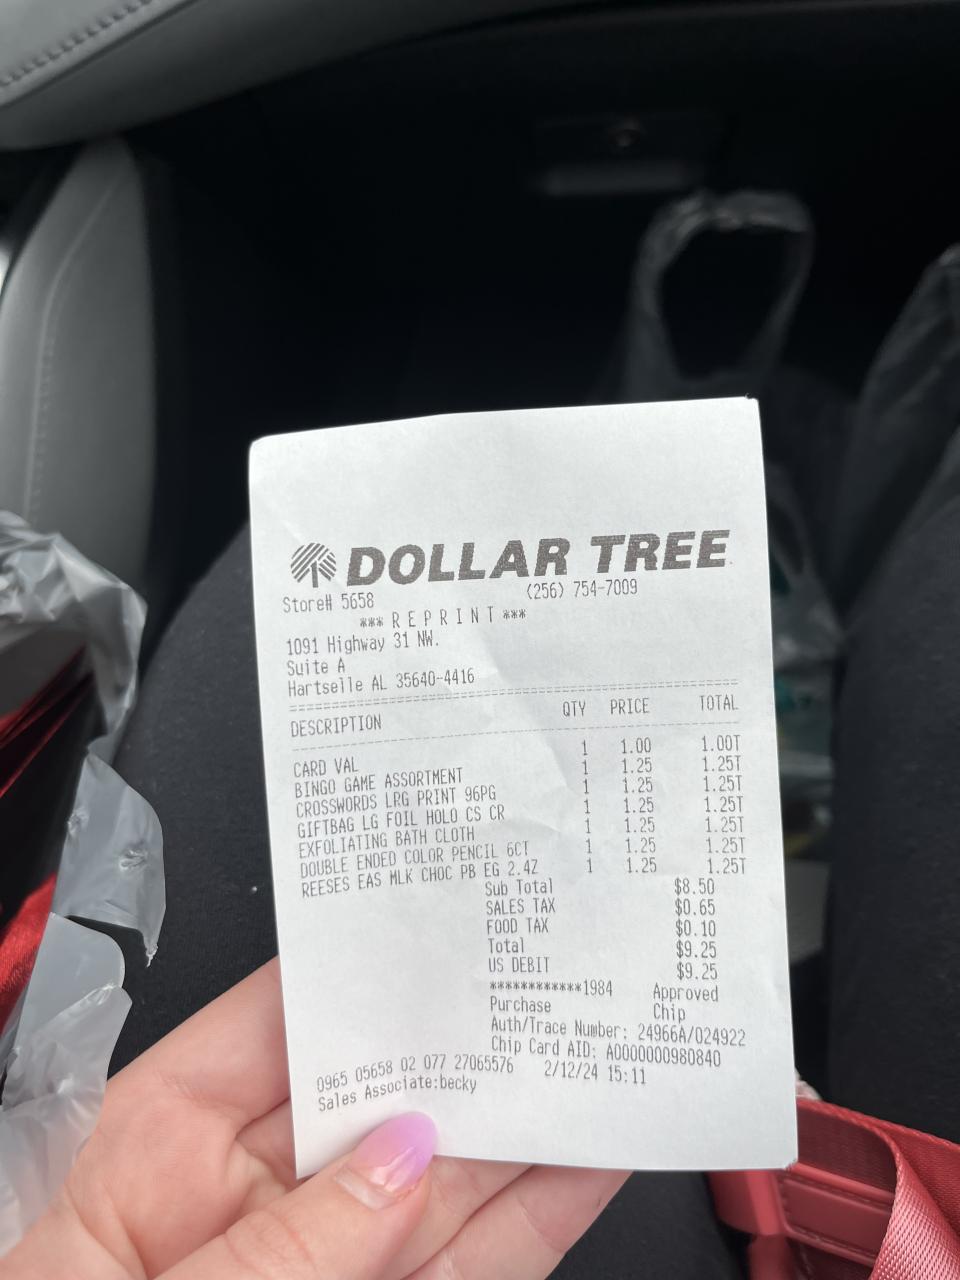 DOLLAR TREE
Store# 5658 (256) 754-7009
*** R E P R I N T ***
1091 Highway 31 NW.
Suite A
Hartselle AL 35640-4416
DESCRIPTION QTY PRICE TOTAL
CARD VAL 1 1.00 1.00T
BINGO GAME ASSORTMENT 1 1.25 1.25T
CROSSWORDS LRG PRINT 96PG 1 1.25 1.25T
GIFTBAG LG FOIL HOLO CS CR 1 1.25 1.25T
EXFOLIATING BATH CLOTH 1 1.25 1.25T
DOUBLE ENDED COLOR PENCIL 6CT 1 1.25 1.25T
REESES EAS MLK CHOC PB EG 2.4Z 1 1.25 1.25T
Sub Total $8.50
SALES TAX $0.65
FOOD TAX $0.10
Total $9.25
US DEBIT $9.25
************1984 Approved
Purchase Chip
Auth/Trace Number: 24966A/024922
Chip Card AID: A0000000980840
0965 05658 02 077 27065576 2/12/24 15:11
Sales Associate:becky